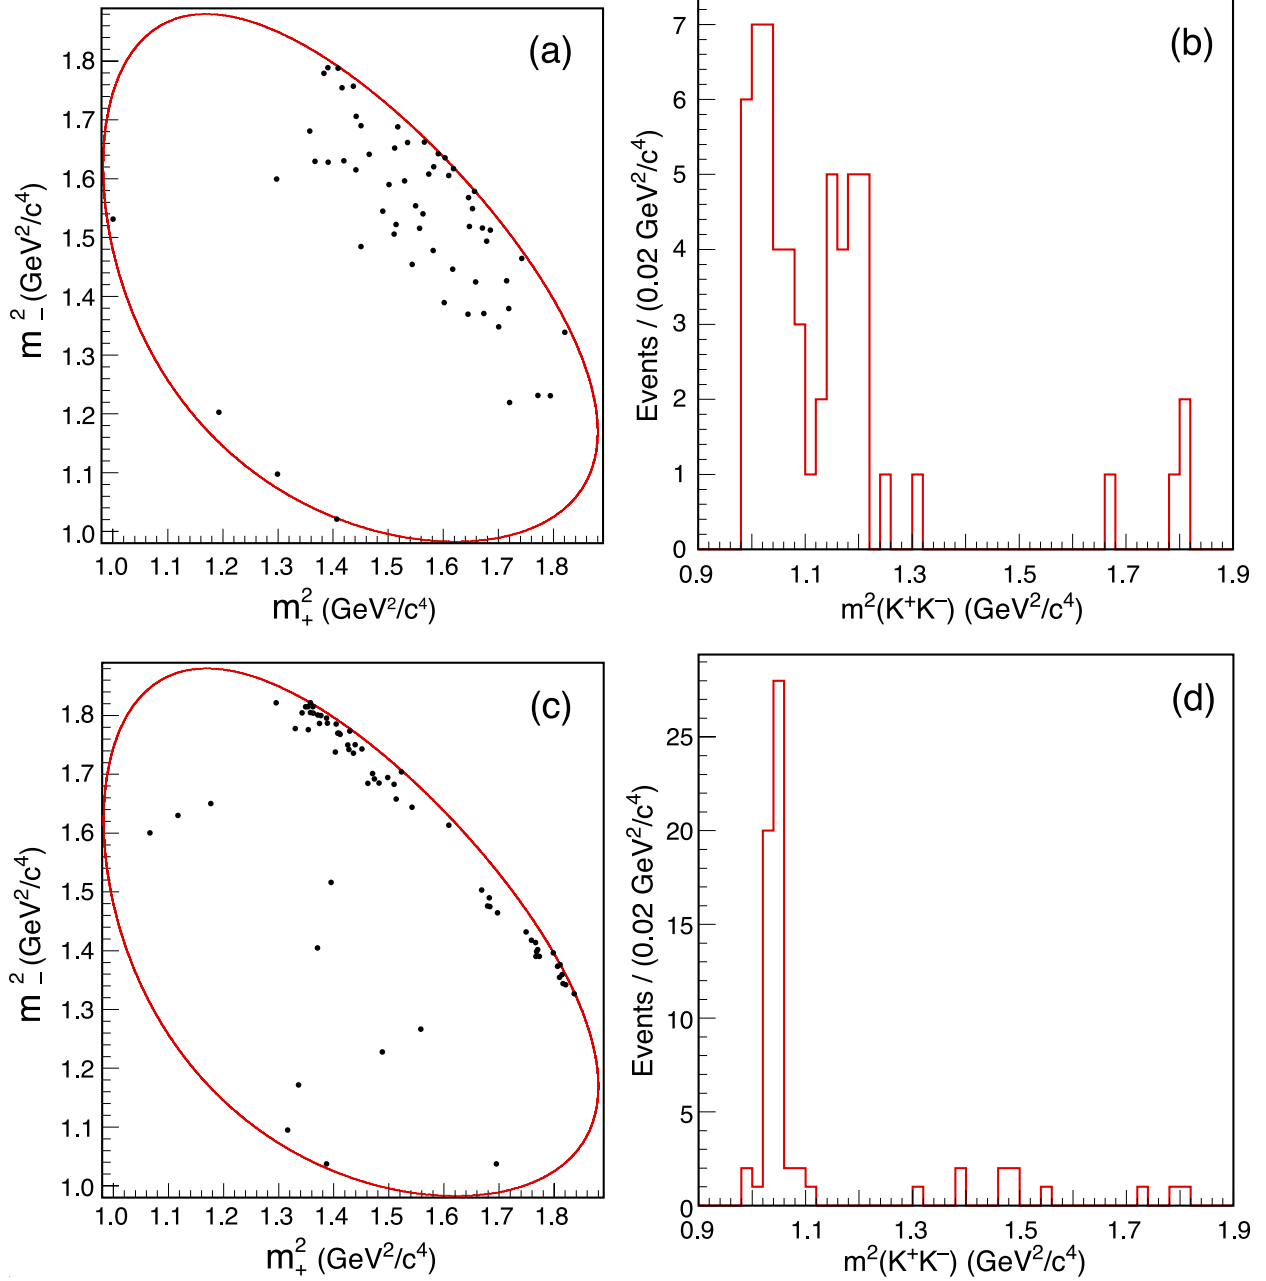 (a)
1.8
1.7
1.6
1.5
1.4
1.3
1.2
1.1
1.0
m₋² (GeV²/c⁴)
1.0 1.1 1.2 1.3 1.4 1.5 1.6 1.7 1.8
m₊² (GeV²/c⁴)
(b)
7
6
5
4
3
2
1
0
Events / (0.02 GeV²/c⁴)
0.9 1.1 1.3 1.5 1.7 1.9
m²(K⁺K⁻) (GeV²/c⁴)
(c)
1.8
1.7
1.6
1.5
1.4
1.3
1.2
1.1
1.0
m₋² (GeV²/c⁴)
1.0 1.1 1.2 1.3 1.4 1.5 1.6 1.7 1.8
m₊² (GeV²/c⁴)
(d)
25
20
15
10
5
0
Events / (0.02 GeV²/c⁴)
0.9 1.1 1.3 1.5 1.7 1.9
m²(K⁺K⁻) (GeV²/c⁴)